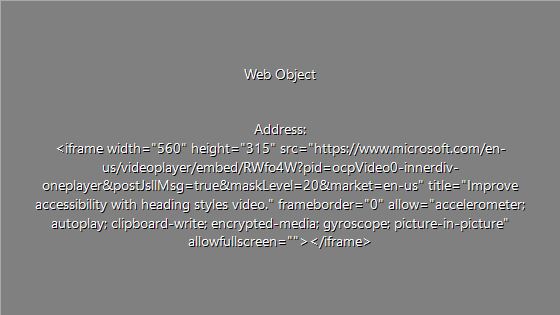 Web Object
Address:
<iframe width="560" height="315" src="https://www.microsoft.com/en-
us/videoplayer/embed/RWfo4W?pid=ocpVideo0-innerdiv-
oneplayer&postJsllMsg=true&maskLevel=20&market=en-us" title="Improve
accessibility with heading styles video." frameborder="0" allow="accelerometer;
autoplay; clipboard-write; encrypted-media; gyroscope; picture-in-picture"
allowfullscreen=""></iframe>